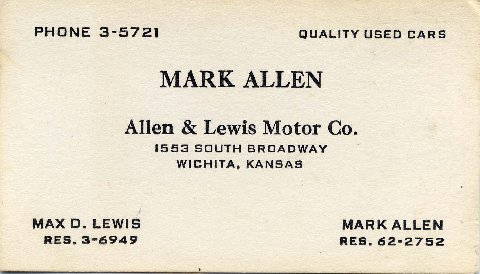 PHONE 3-5721
QUALITY USED CARS
MARK ALLEN
Allen & Lewis Motor Co.
1553 SOUTH BROADWAY
WICHITA, KANSAS
MAX D. LEWIS
RES. 3-6949
MARK ALLEN
RES. 62-2752